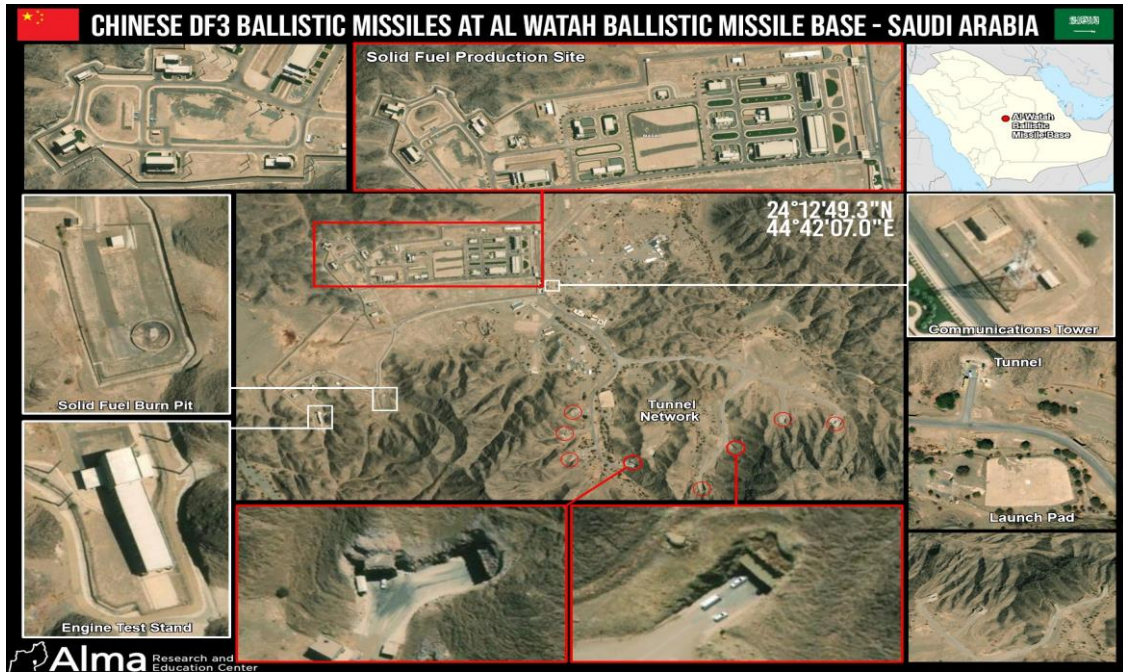 CHINESE DF3 BALLISTIC MISSILES AT AL WATAH BALLISTIC MISSILE BASE - SAUDI ARABIA
Solid Fuel Production Site
Al-Watah
Ballistic
Missile Base
24°12'49.3"N
44°42'07.0"E
Solid Fuel Burn Pit
Communications Tower
Tunnel
Network
Tunnel
Launch Pad
Engine Test Stand
Alma Research and
Education Center